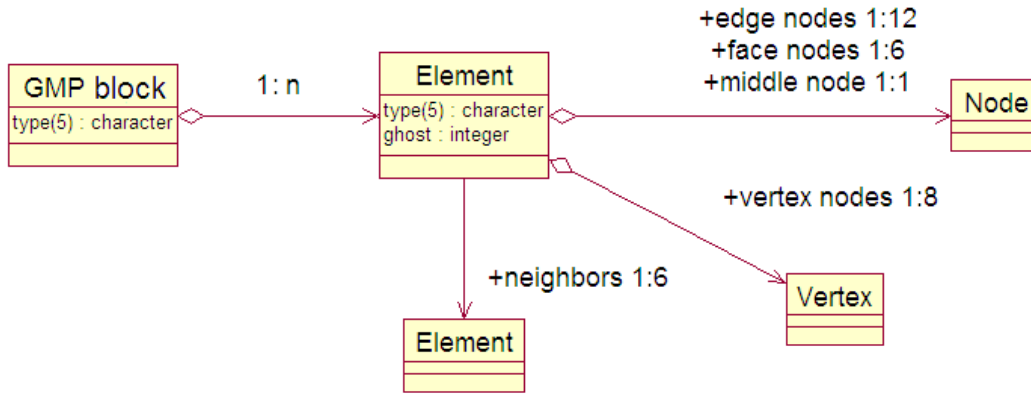 +edge nodes 1:12
+face nodes 1:6
+middle node 1:1
GMP block
type(5) : character
1: n
Element
type(5) : character
ghost : integer
Node
+vertex nodes 1:8
+neighbors 1:6
Vertex
Element